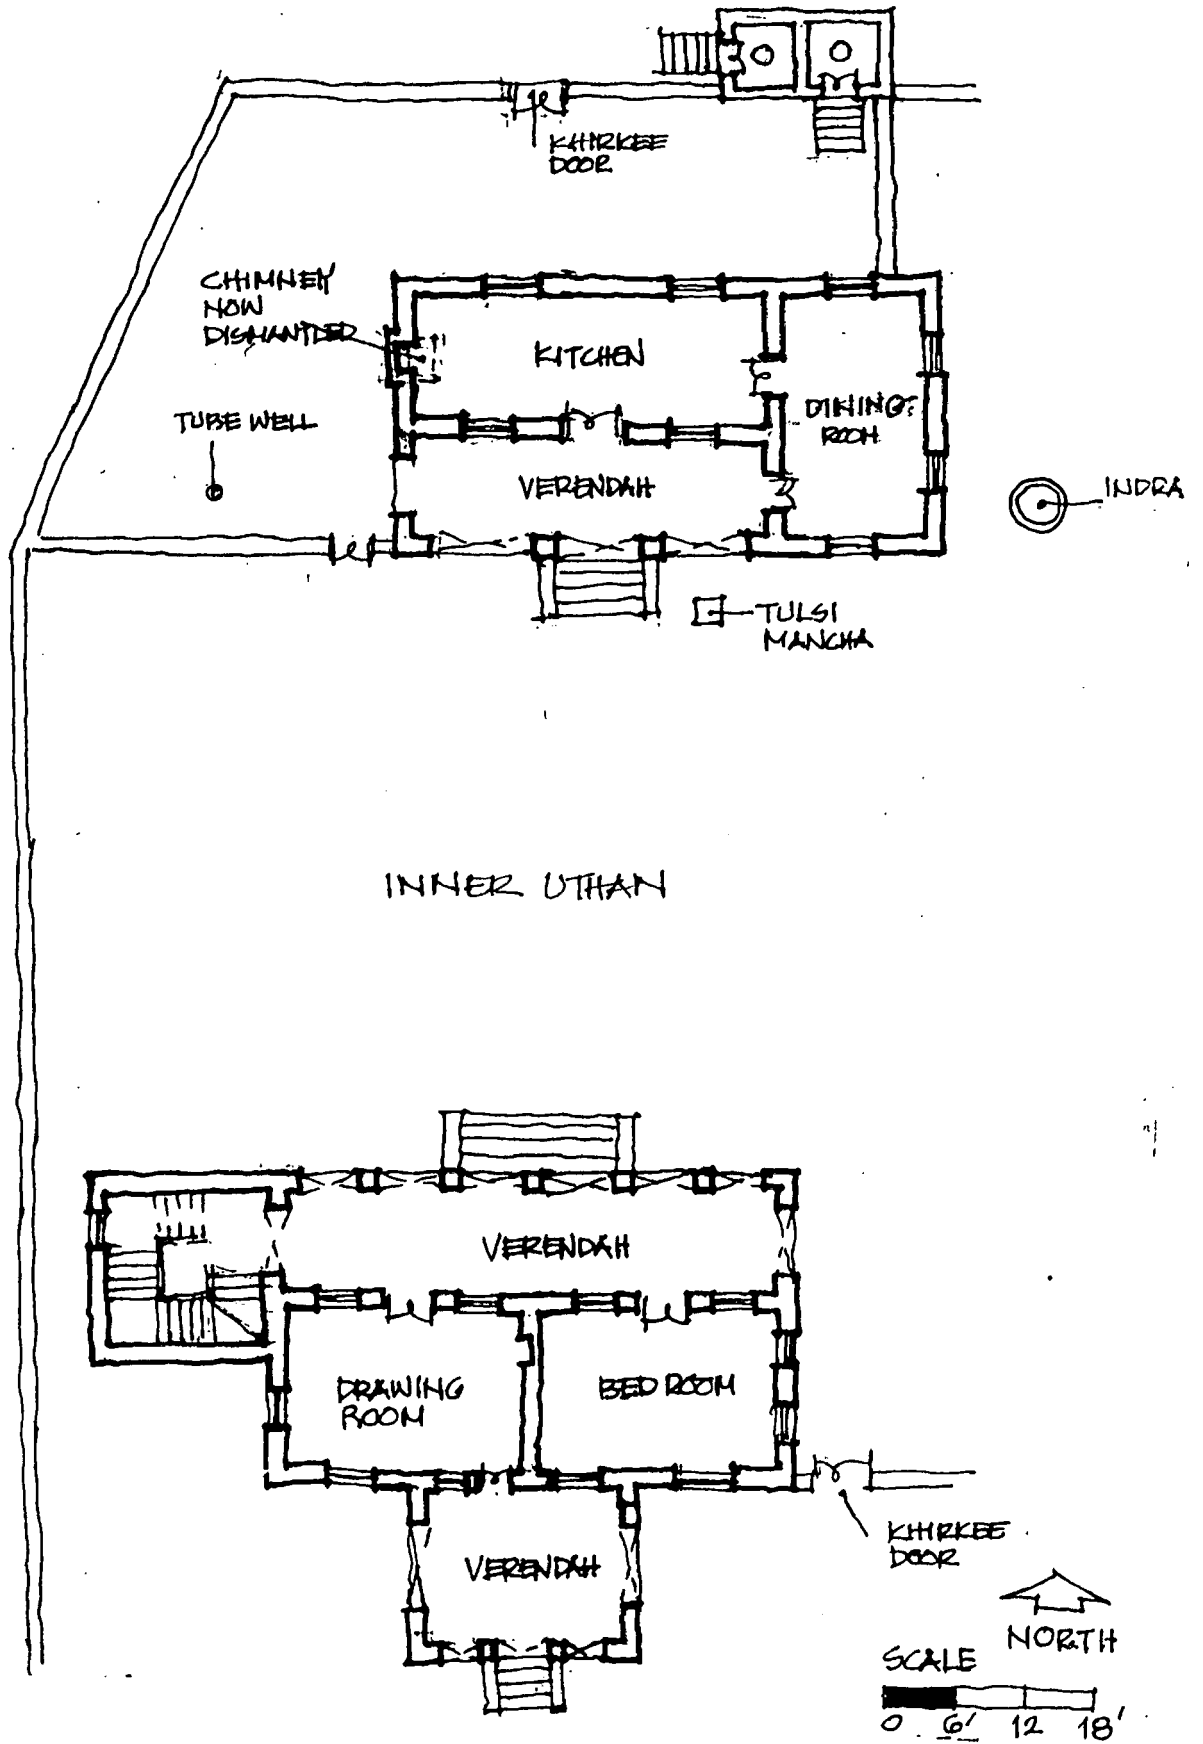 KHIRKEE
DOOR
CHIMNEY
NOW
DISMANTLED
KITCHEN
DINING
ROOM
TUBE WELL
VERENDAH
INDRA
TULSI
MANCHA
INNER UTHAN
VERENDAH
DRAWING
ROOM
BED ROOM
KHIRKEE
DOOR
VERENDAH
NORTH
SCALE
0 6' 12 18'